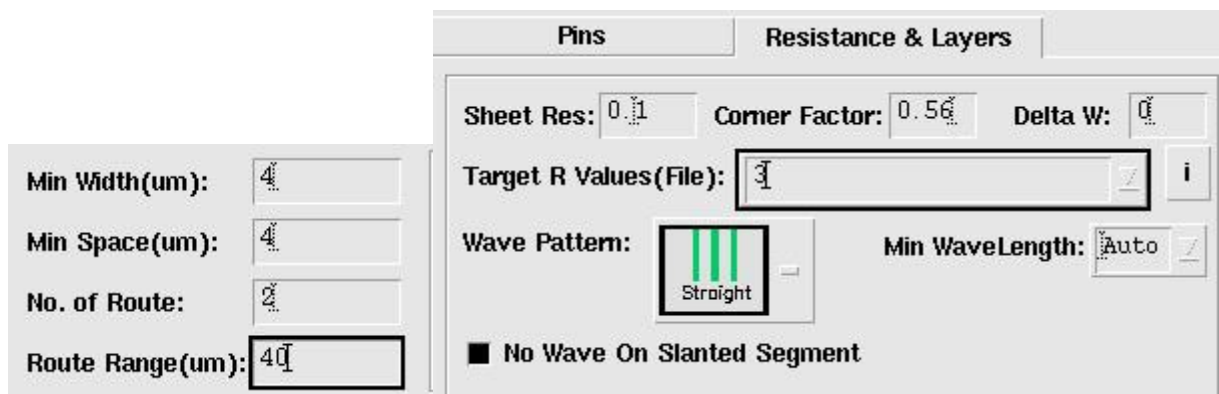 Pins Resistance & Layers
Sheet Res: 0.1 Corner Factor: 0.56 Delta W: 0
Target R Values(File): 3 i
Wave Pattern: Straight Min WaveLength: Auto
No Wave On Slanted Segment
Min Width(um): 4
Min Space(um): 4
No. of Route: 2
Route Range(um): 40